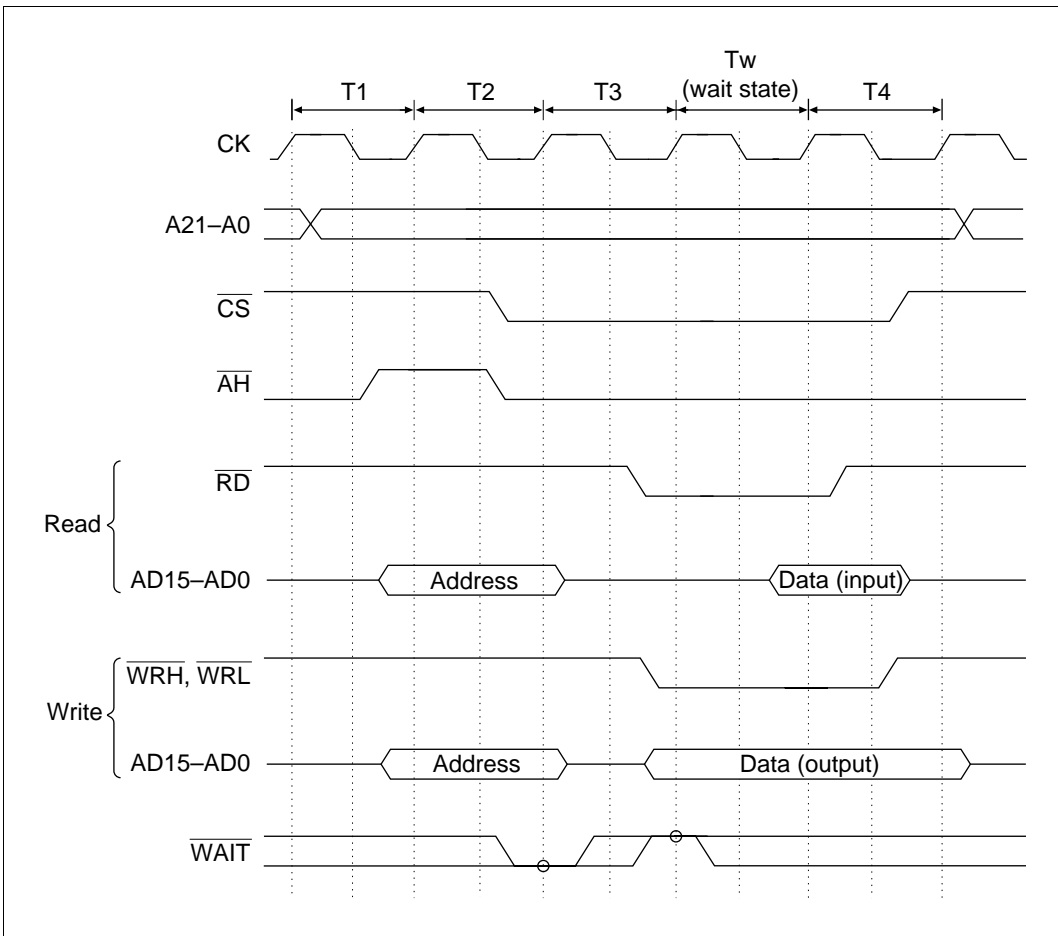 Tw
T1 T2 T3 (wait state) T4
CK
A21–A0
CS
AH
RD
Read
AD15–AD0 Address Data (input)
WRH, WRL
Write
AD15–AD0 Address Data (output)
WAIT